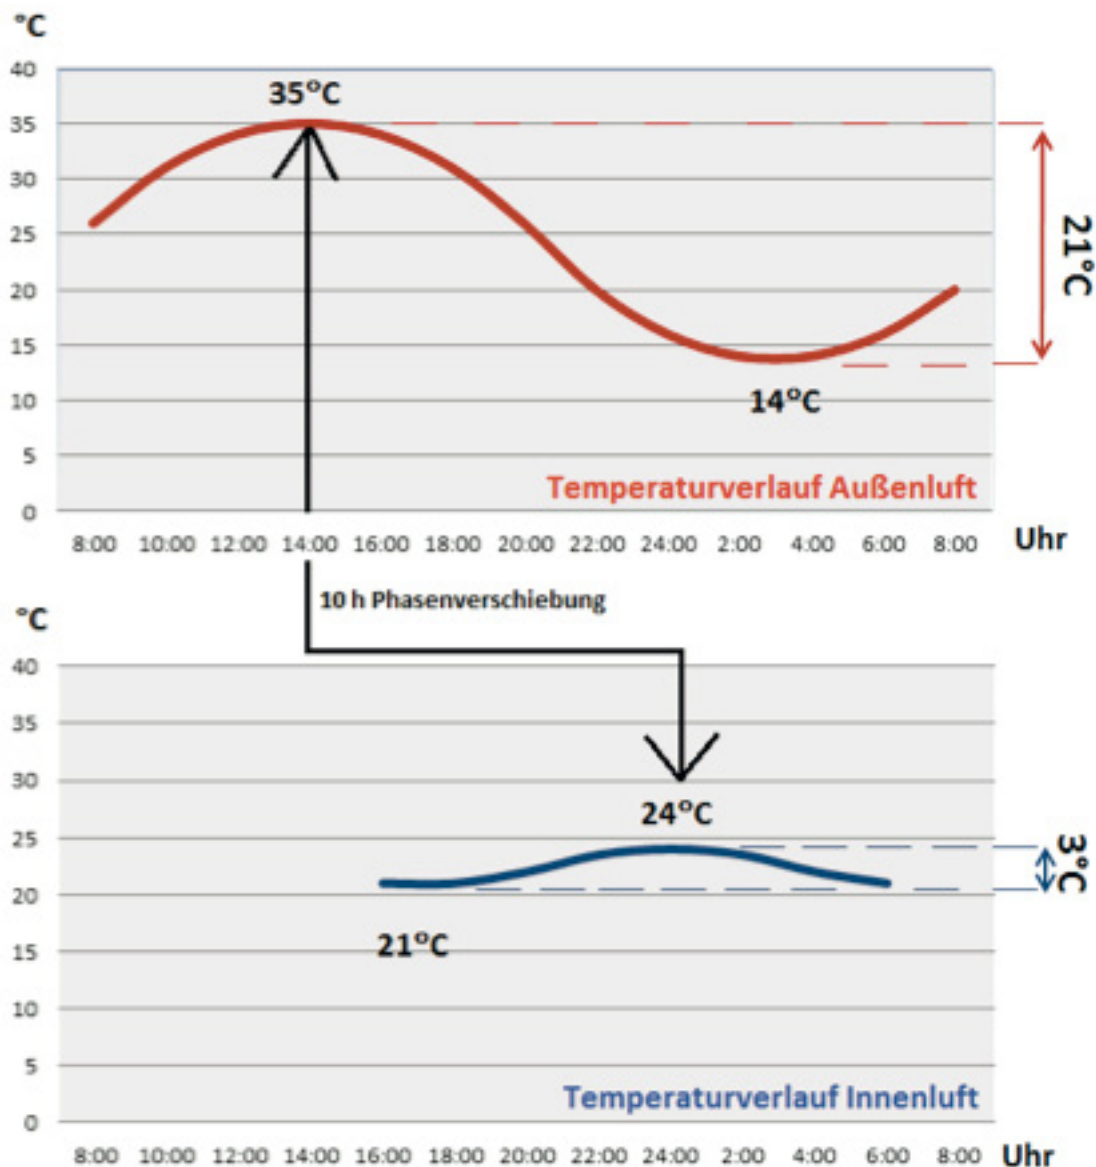 °C
40
35°C
35
30
25
21°C
20
15
14°C
10
5
Temperaturverlauf Außenluft
0
8:00 10:00 12:00 14:00 16:00 18:00 20:00 22:00 24:00 2:00 4:00 6:00 8:00 Uhr
10 h Phasenverschiebung
°C
40
35
30
24°C
25
3°C
20
21°C
15
10
5
Temperaturverlauf Innenluft
0
8:00 10:00 12:00 14:00 16:00 18:00 20:00 22:00 24:00 2:00 4:00 6:00 8:00 Uhr